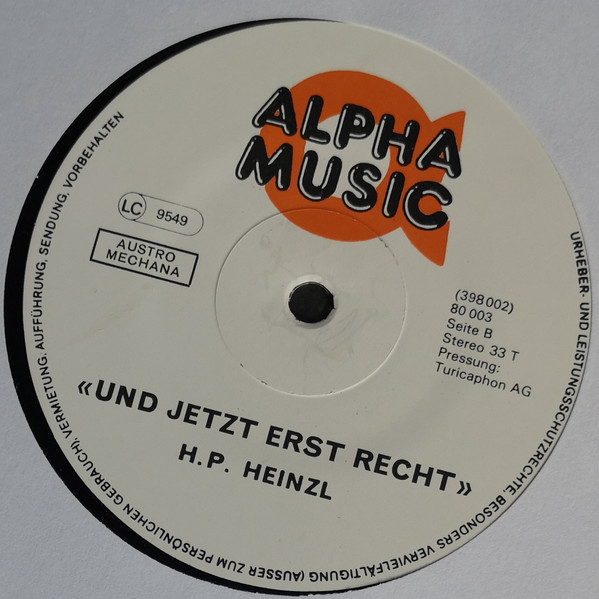 ALPHA
MUSIC
LC 9549
AUSTRO
MECHANA
(398 002)
80 003
Seite B
Stereo 33 T
Pressung:
Turicaphon AG
«UND JETZT ERST RECHT»
H.P. HEINZL
URHEBER- UND LEISTUNGSSCHUTZRECHTE, BESONDERS VERVIELFÄLTIGUNG (AUSSER ZUM PERSÖNLICHEN GEBRAUCH), VERMIETUNG, AUFFÜHRUNG, SENDUNG, VORBEHALTEN